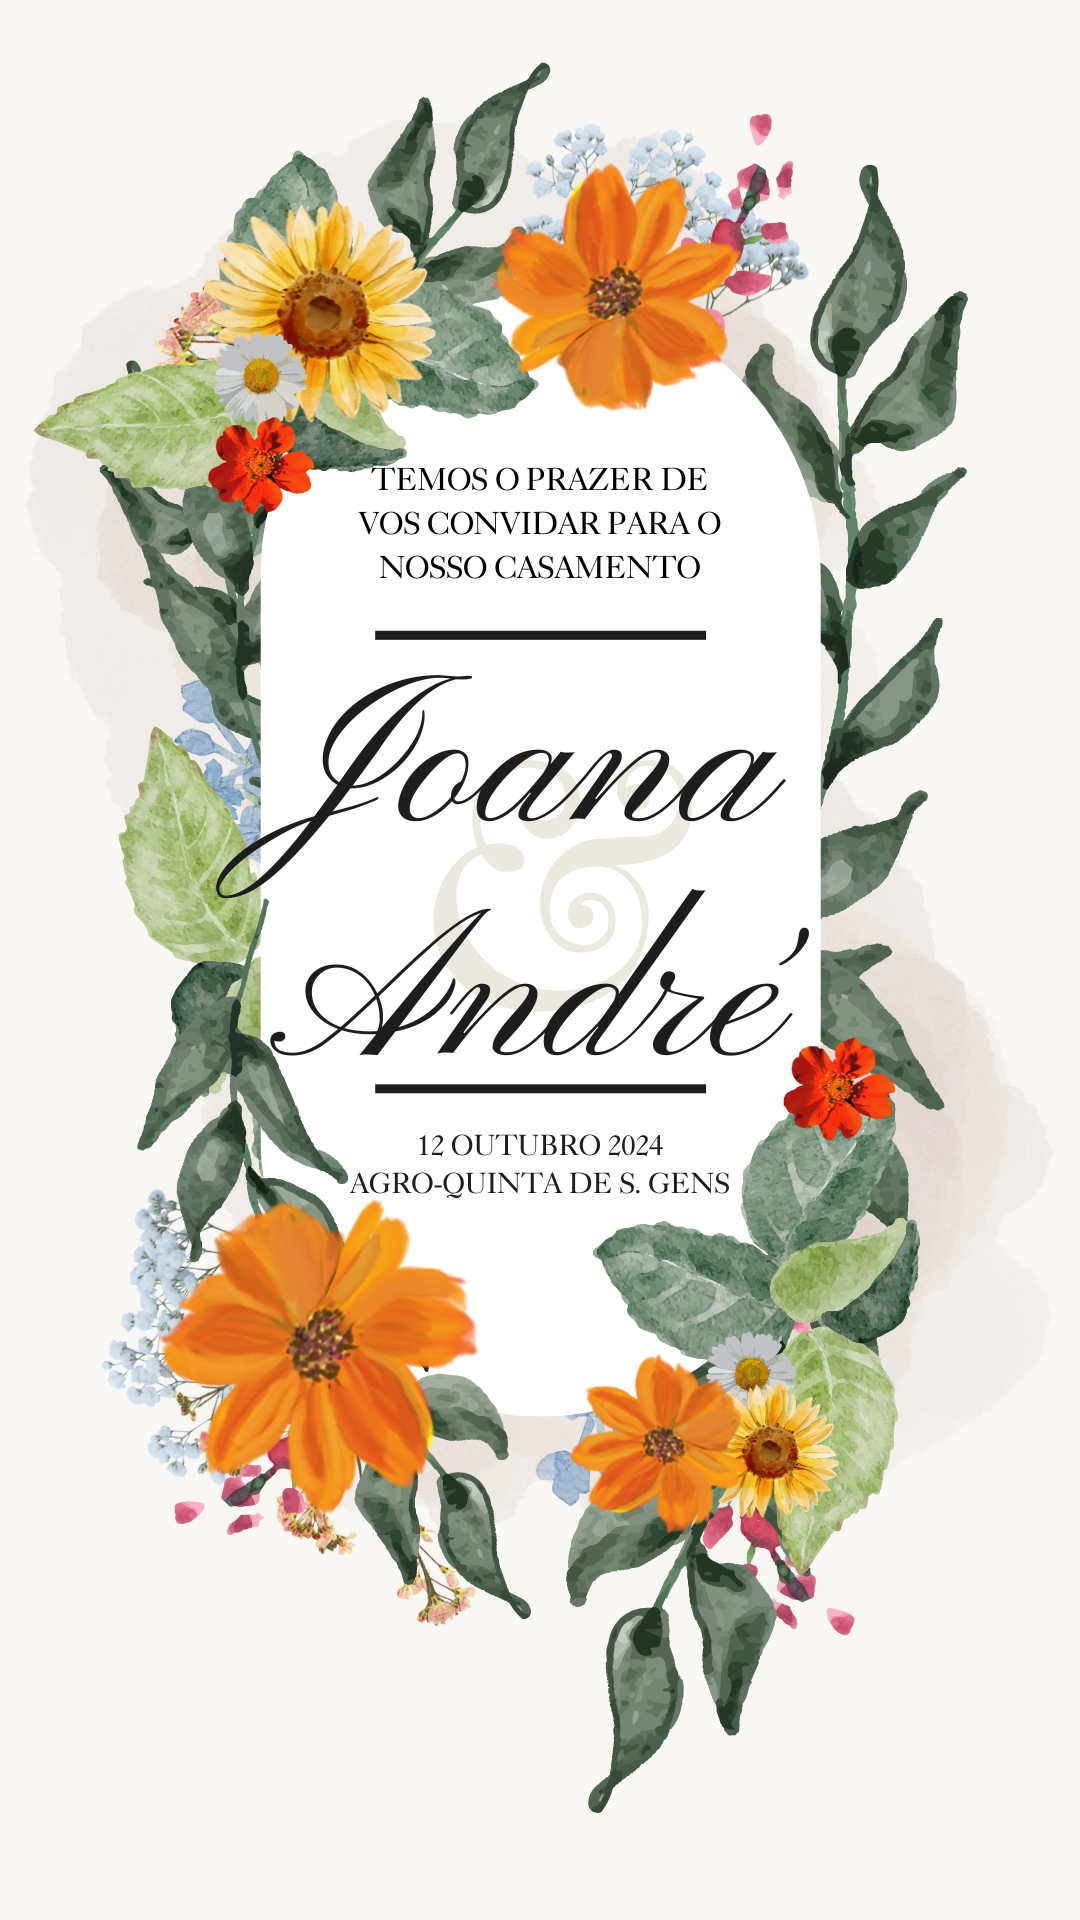 TEMOS O PRAZER DE
VOS CONVIDAR PARA O
NOSSO CASAMENTO
Joana
&
André
12 OUTUBRO 2024
AGRO-QUINTA DE S. GENS